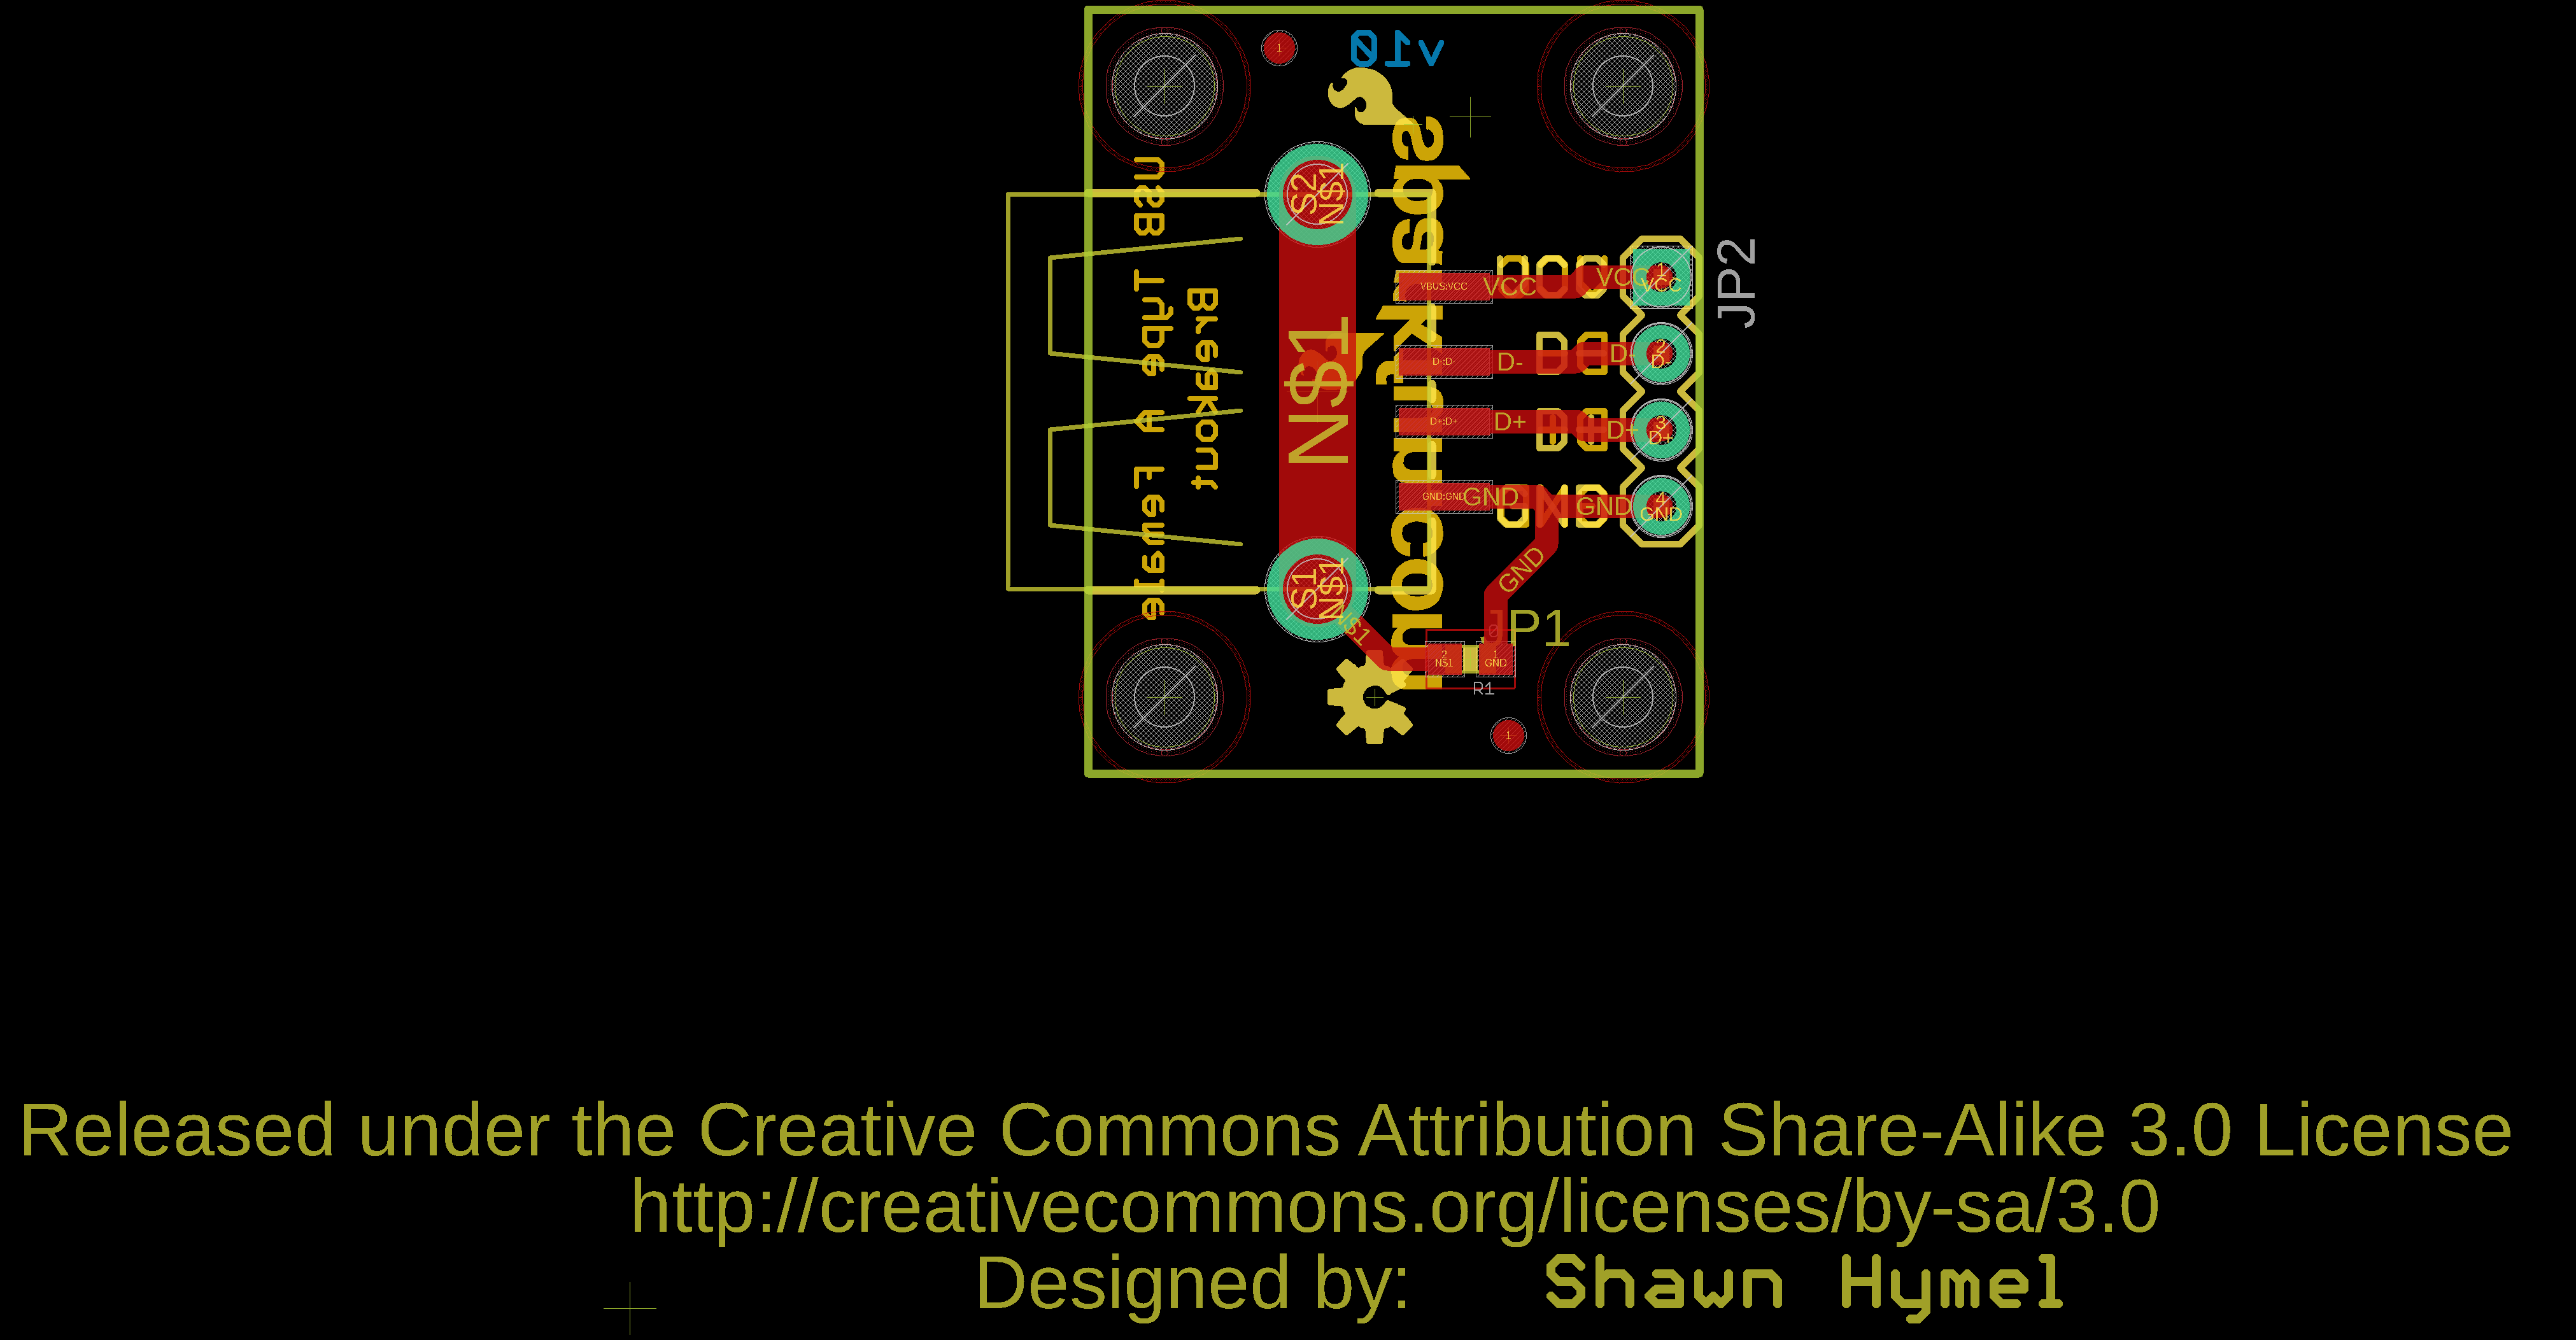 v10
1
USB Type A Female
Breakout
sparkfun.com
S2
N$1
N$1
S1
N$1
N$1
VBUS:VCC
VCC
VCC
1
VCC
D-:D-
D-
D-
2
D-
D+:D+
D+
D+
3
D+
GND:GND
GND
GND
4
GND
GND
JP2
JP1
2
N$1
1
GND
R1
1
Released under the Creative Commons Attribution Share-Alike 3.0 License
http://creativecommons.org/licenses/by-sa/3.0
Designed by: Shawn Hymel